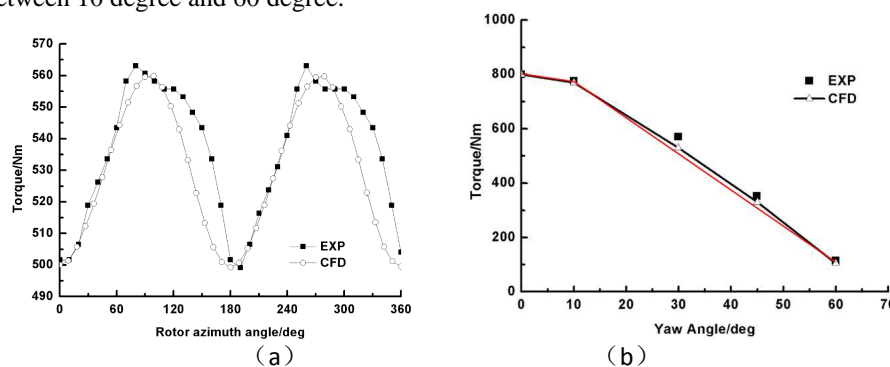 etween 10 degree and 60 degree.
570
560
550
540
530
520
510
500
490
Torque/Nm
0
60
120
180
240
300
360
Rotor azimuth angle/deg
EXP
CFD
（a）
1000
800
600
400
200
0
Torque/Nm
0
10
20
30
40
50
60
70
Yaw Angle/deg
EXP
CFD
（b）